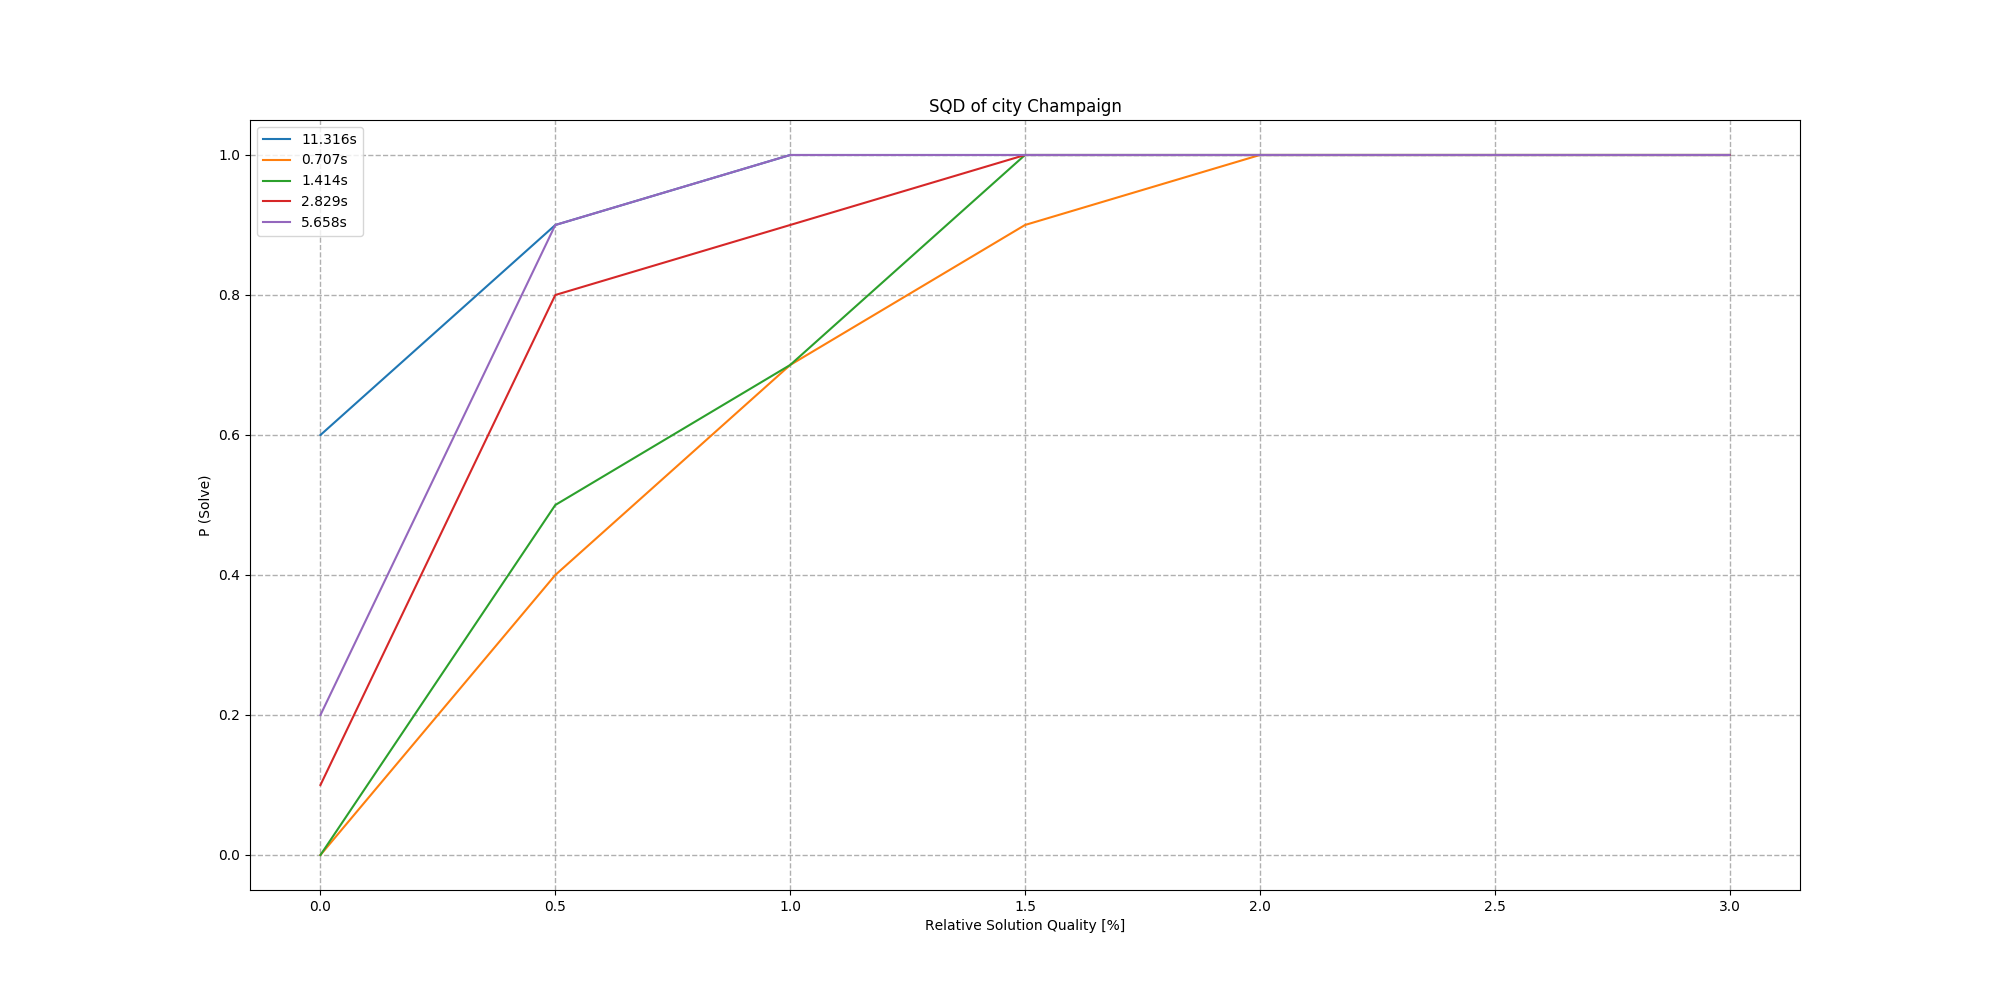 SQD of city Champaign
11.316s
0.707s
1.414s
2.829s
5.658s
1.0
0.8
0.6
0.4
0.2
0.0
P (Solve)
0.0 0.5 1.0 1.5 2.0 2.5 3.0
Relative Solution Quality [%]